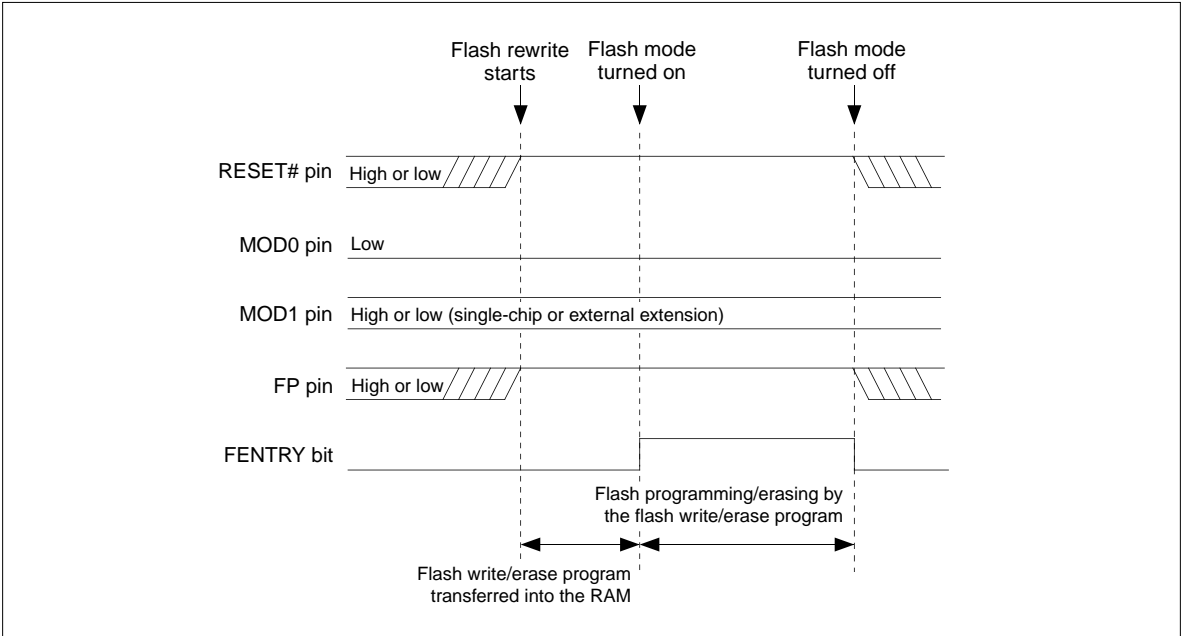 Flash rewrite
starts
Flash mode
turned on
Flash mode
turned off
RESET# pin
High or low
MOD0 pin
Low
MOD1 pin
High or low (single-chip or external extension)
FP pin
High or low
FENTRY bit
Flash programming/erasing by
the flash write/erase program
Flash write/erase program
transferred into the RAM